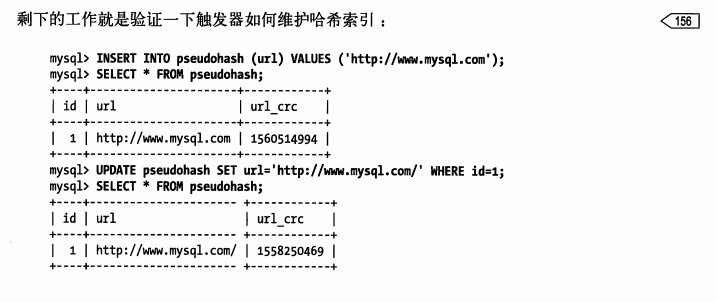 剩下的工作就是验证一下触发器如何维护哈希索引：
156
mysql> INSERT INTO pseudohash (url) VALUES ('http://www.mysql.com');
mysql> SELECT * FROM pseudohash;
+----+----------------------+------------+
| id | url                  | url_crc    |
+----+----------------------+------------+
|  1 | http://www.mysql.com | 1560514994 |
+----+----------------------+------------+
mysql> UPDATE pseudohash SET url='http://www.mysql.com/' WHERE id=1;
mysql> SELECT * FROM pseudohash;
+----+---------------------- +------------+
| id | url                   | url_crc    |
+----+---------------------- +------------+
|  1 | http://www.mysql.com/ | 1558250469 |
+----+---------------------- +------------+